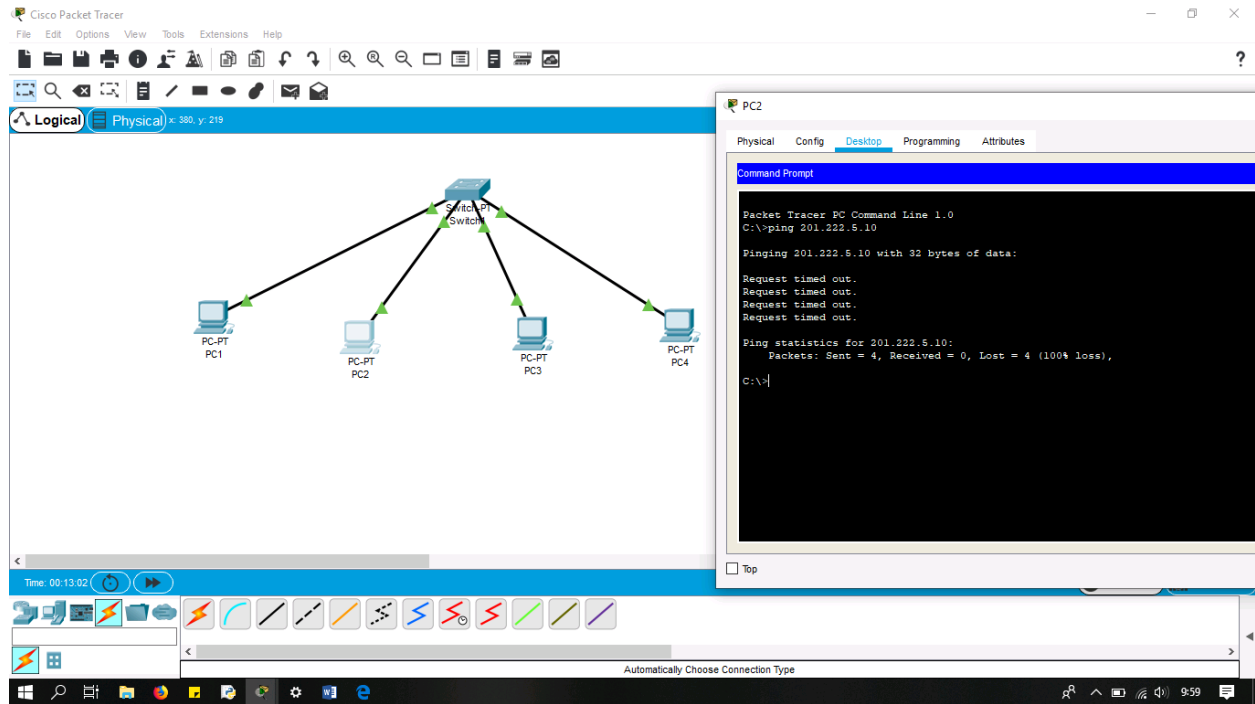 Cisco Packet Tracer
File Edit Options View Tools Extensions Help
?
Logical Physical x: 380, y: 219
Switch-PT
Switch1
PC-PT
PC1
PC-PT
PC2
PC-PT
PC3
PC-PT
PC4
PC2
Physical Config Desktop Programming Attributes
Command Prompt
Packet Tracer PC Command Line 1.0
C:\>ping 201.222.5.10
Pinging 201.222.5.10 with 32 bytes of data:
Request timed out.
Request timed out.
Request timed out.
Request timed out.
Ping statistics for 201.222.5.10:
Packets: Sent = 4, Received = 0, Lost = 4 (100% loss),
C:\>
Top
Time: 00:13:02
Automatically Choose Connection Type
9:59